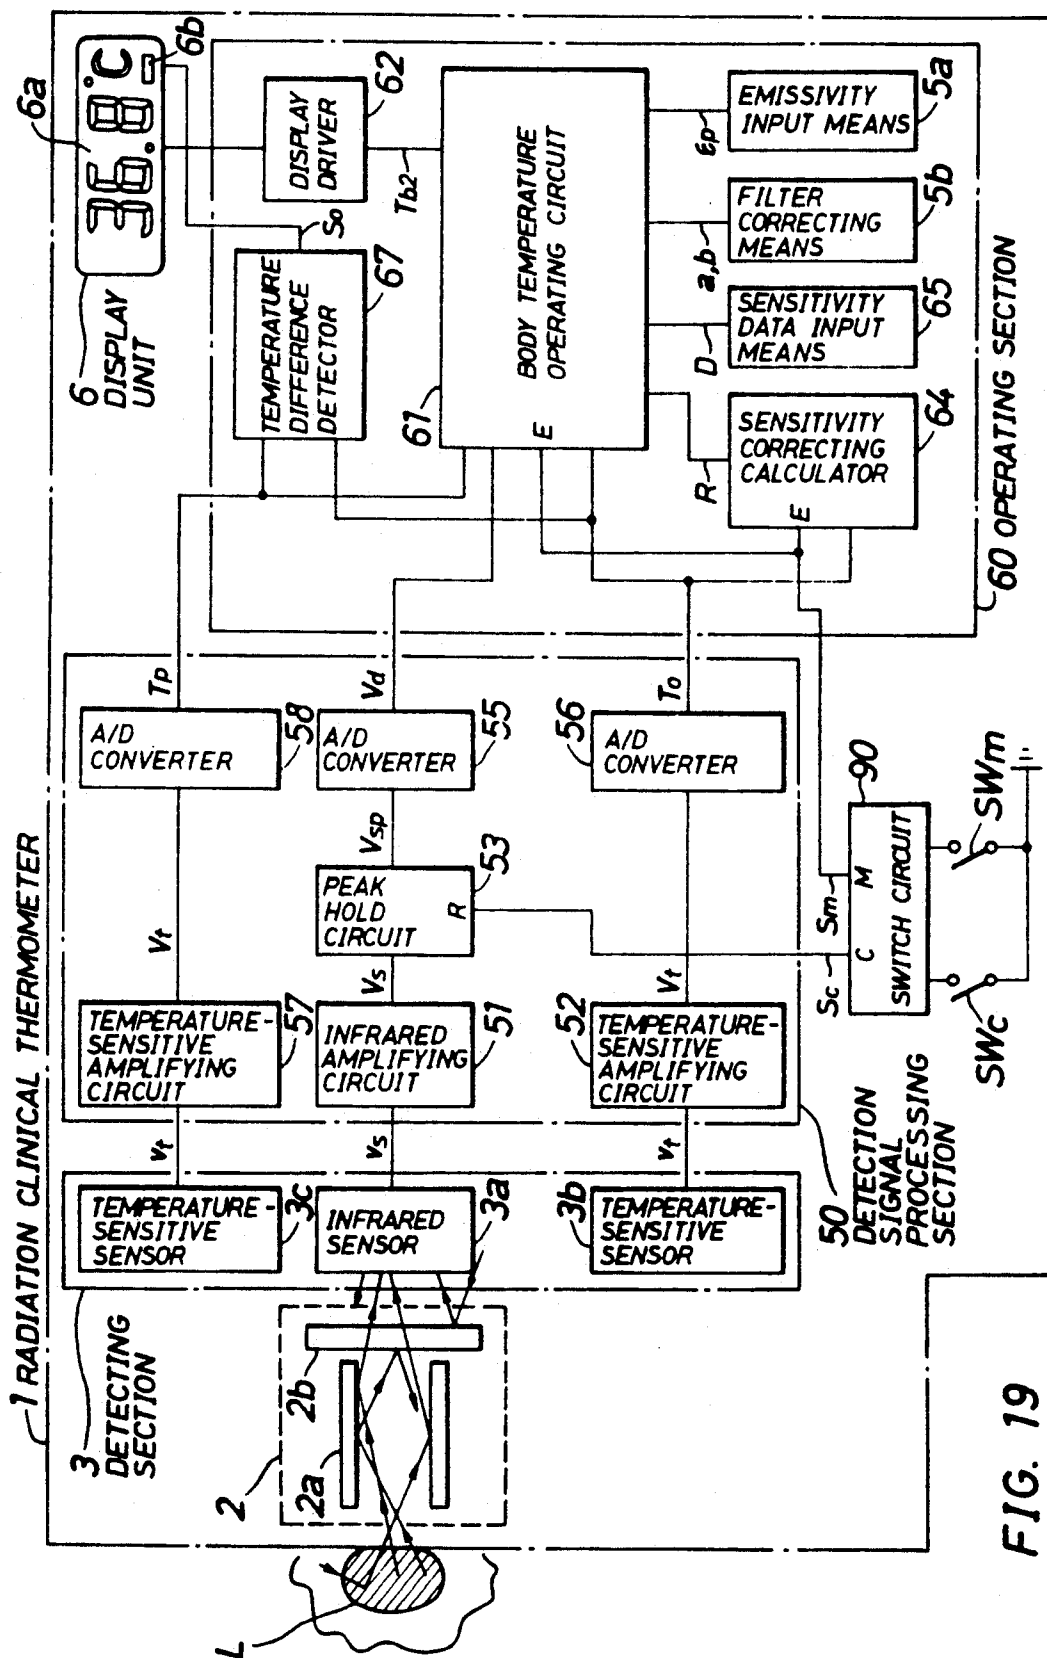 1 RADIATION CLINICAL THERMOMETER
3
DETECTING
SECTION
2
2a
2b
L
TEMPERATURE-
SENSITIVE
SENSOR
3c
INFRARED
SENSOR
3a
TEMPERATURE-
SENSITIVE
SENSOR
3b
vt
vs
vt
TEMPERATURE-
SENSITIVE
AMPLIFYING
CIRCUIT
57
INFRARED
AMPLIFYING
CIRCUIT
51
TEMPERATURE-
SENSITIVE
AMPLIFYING
CIRCUIT
52
50
DETECTION
SIGNAL
PROCESSING
SECTION
Vt
Vs
Vt
PEAK
HOLD
CIRCUIT
R
53
Vsp
A/D
CONVERTER
58
A/D
CONVERTER
55
A/D
CONVERTER
56
Tp
Vd
To
Sc
Sm
C
M
SWITCH CIRCUIT
90
SWc
SWm
6
DISPLAY
UNIT
6a
36.8°C
6b
TEMPERATURE
DIFFERENCE
DETECTOR
67
So
DISPLAY
DRIVER
62
Tb2
61
BODY TEMPERATURE
OPERATING CIRCUIT
E
R
D
a,b
εp
SENSITIVITY
CORRECTING
CALCULATOR
E
64
SENSITIVITY
DATA INPUT
MEANS
65
FILTER
CORRECTING
MEANS
5b
EMISSIVITY
INPUT MEANS
5a
60 OPERATING SECTION
FIG. 19